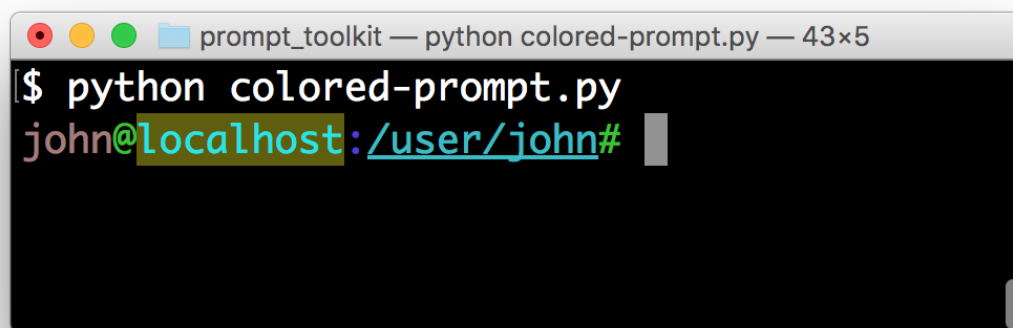 prompt_toolkit — python colored-prompt.py — 43×5
[$ python colored-prompt.py
john@localhost:/user/john#